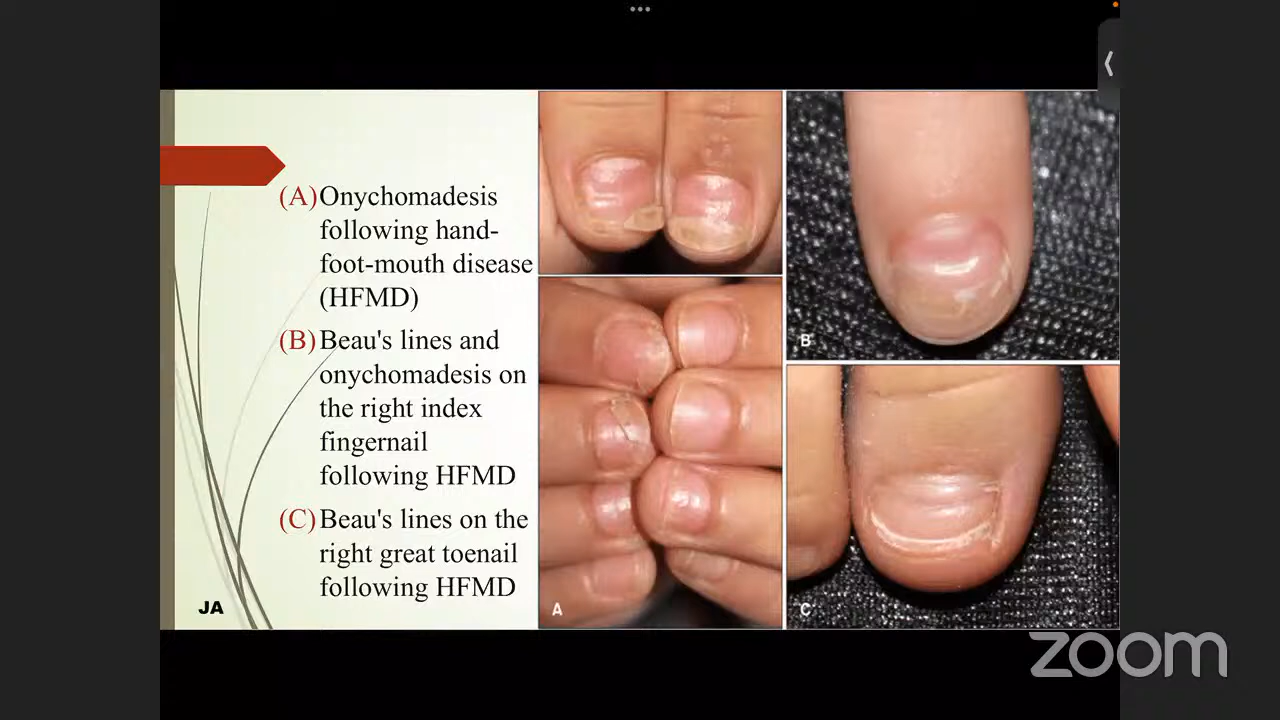 (A) Onychomadesis
following hand-
foot-mouth disease
(HFMD)
(B) Beau's lines and
onychomadesis on
the right index
fingernail
following HFMD
(C) Beau's lines on the
right great toenail
following HFMD
JA
A
B
C
zoom